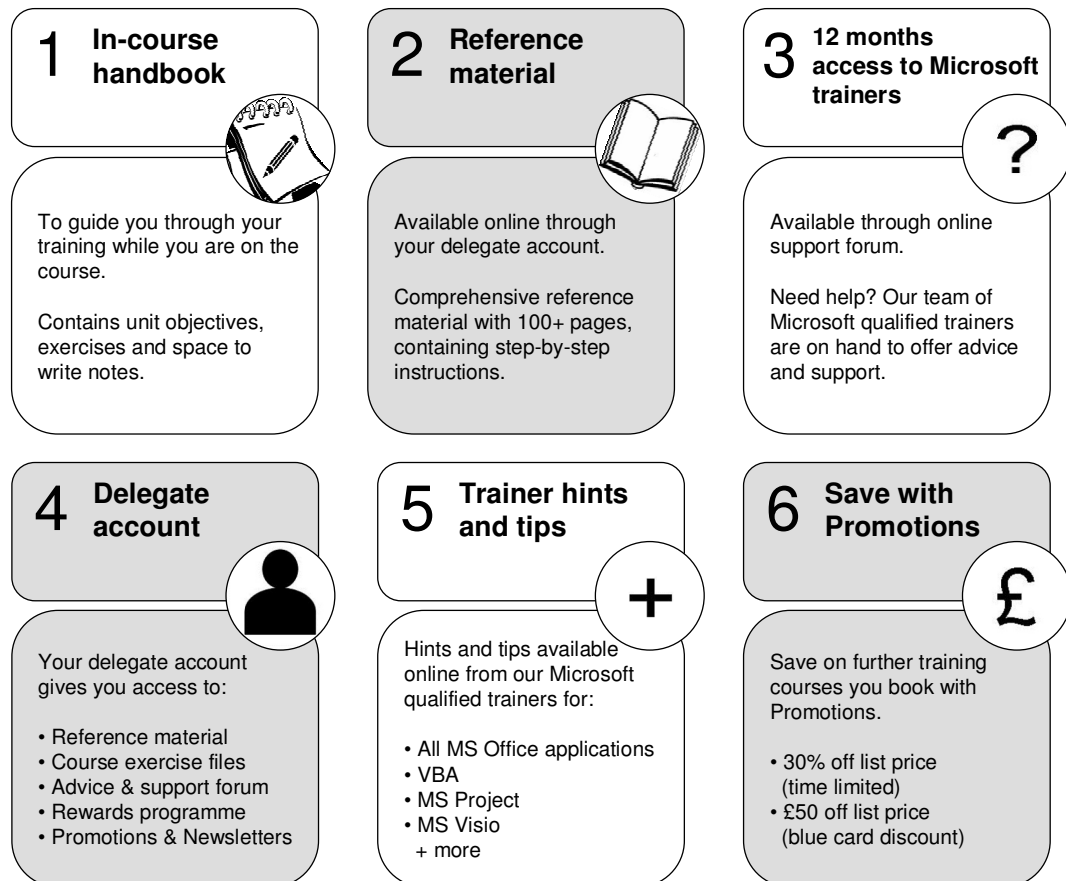 1 In-course
handbook
To guide you through your
training while you are on the
course.
Contains unit objectives,
exercises and space to
write notes.
2 Reference
material
Available online through
your delegate account.
Comprehensive reference
material with 100+ pages,
containing step-by-step
instructions.
3 12 months
access to Microsoft
trainers
?
Available through online
support forum.
Need help? Our team of
Microsoft qualified trainers
are on hand to offer advice
and support.
4 Delegate
account
Your delegate account
gives you access to:
• Reference material
• Course exercise files
• Advice & support forum
• Rewards programme
• Promotions & Newsletters
5 Trainer hints
and tips
+
Hints and tips available
online from our Microsoft
qualified trainers for:
• All MS Office applications
• VBA
• MS Project
• MS Visio
+ more
6 Save with
Promotions
£
Save on further training
courses you book with
Promotions.
• 30% off list price
(time limited)
• £50 off list price
(blue card discount)